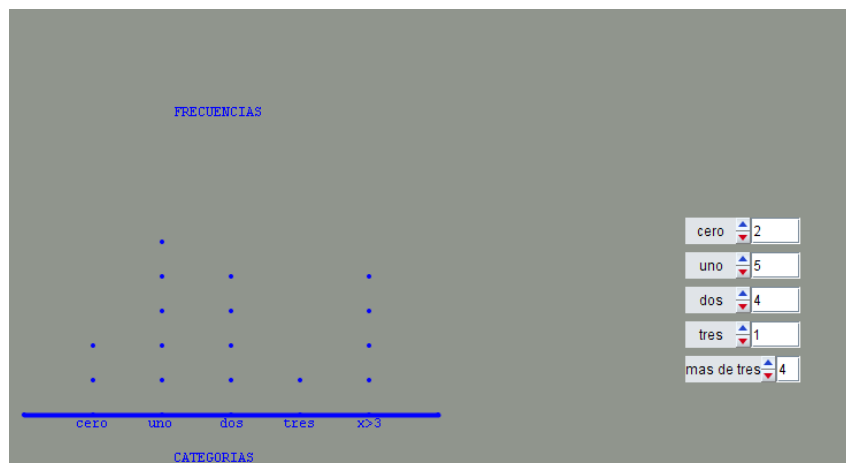 FRECUENCIAS
cero 2
uno 5
dos 4
tres 1
mas de tres 4
cero uno dos tres x>3
CATEGORIAS